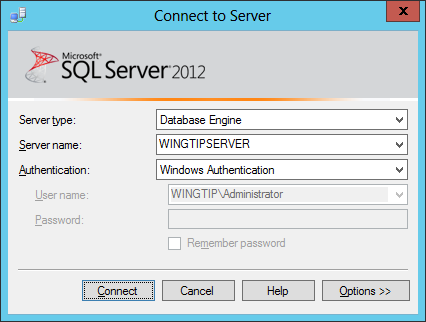 Connect to Server
x
Microsoft
SQL Server 2012
Server type: Database Engine
Server name: WINGTIPSERVER
Authentication: Windows Authentication
User name: WINGTIP\Administrator
Password:
Remember password
Connect Cancel Help Options >>